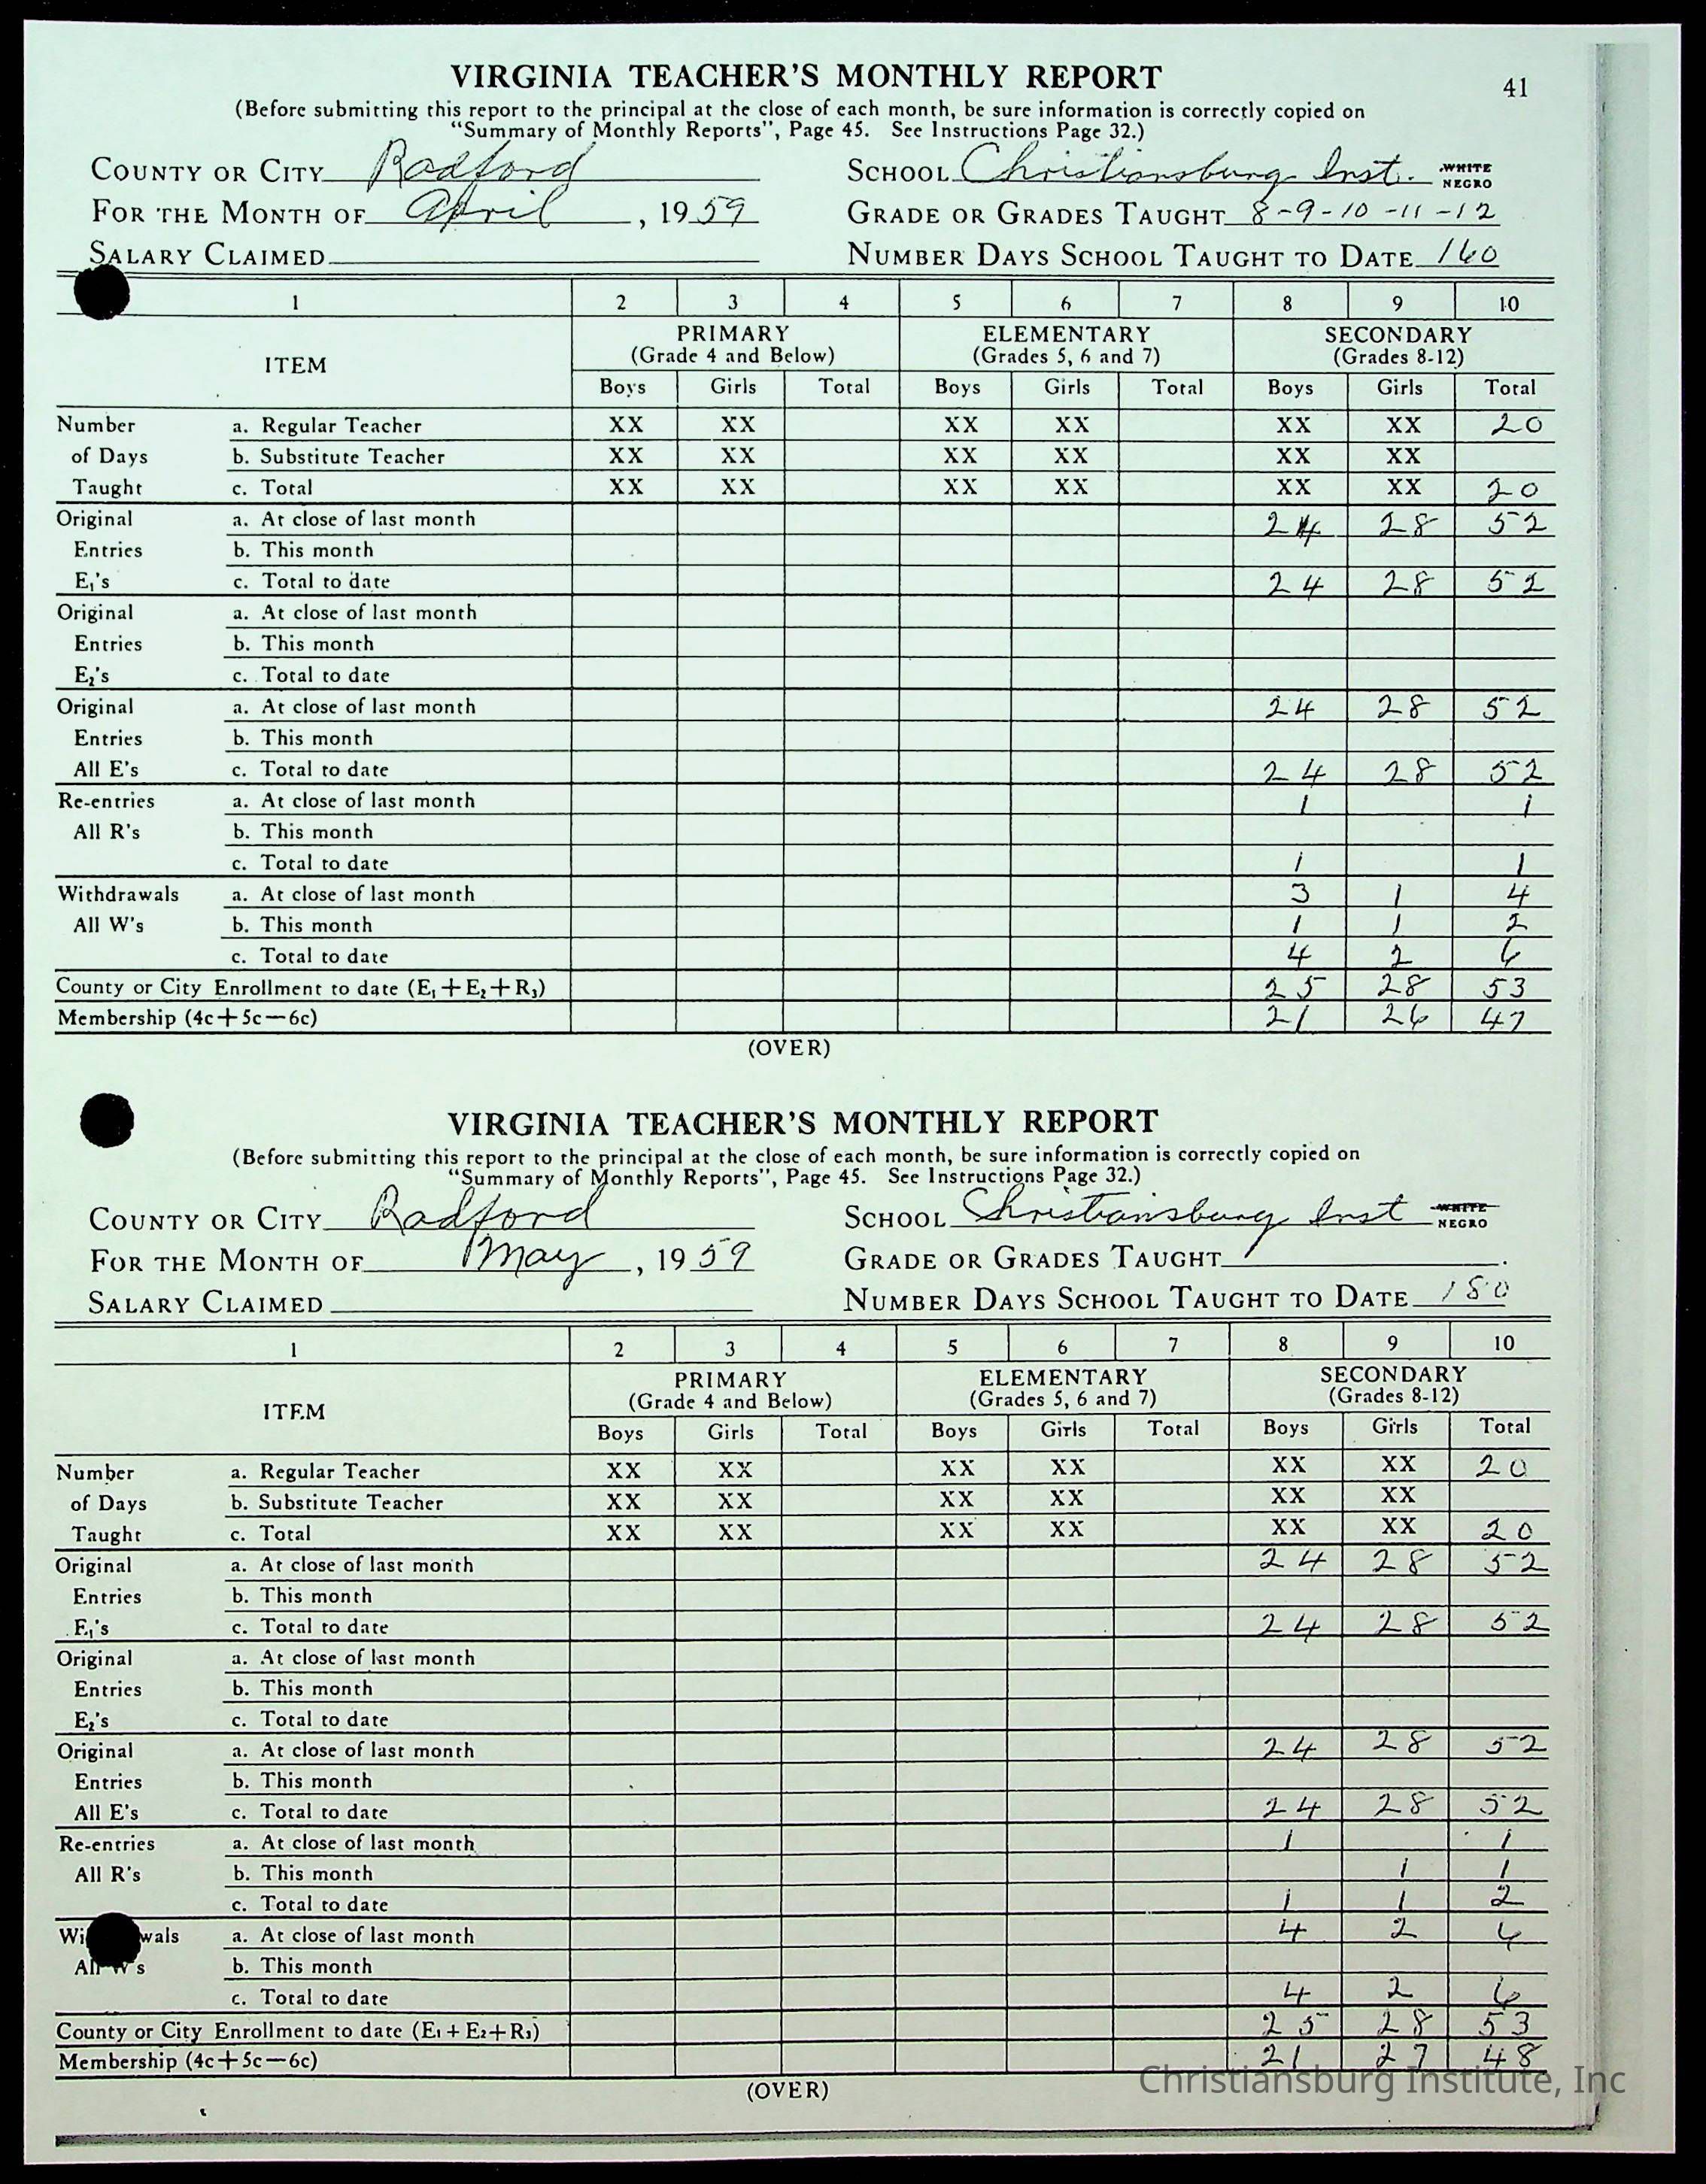 41
VIRGINIA TEACHER'S MONTHLY REPORT
(Before submitting this report to the principal at the close of each month, be sure information is correctly copied on
"Summary of Monthly Reports", Page 45. See Instructions Page 32.)
COUNTY OR CITY Radford SCHOOL Christiansburg Inst. WHITE NEGRO
FOR THE MONTH OF April, 1959 GRADE OR GRADES TAUGHT 8-9-10-11-12
SALARY CLAIMED NUMBER DAYS SCHOOL TAUGHT TO DATE 160
1 2 3 4 5 6 7 8 9 10
ITEM PRIMARY ELEMENTARY SECONDARY
(Grade 4 and Below) (Grades 5, 6 and 7) (Grades 8-12)
Boys Girls Total Boys Girls Total Boys Girls Total
Number a. Regular Teacher XX XX XX XX XX XX 20
of Days b. Substitute Teacher XX XX XX XX XX XX
Taught c. Total XX XX XX XX XX XX 20
Original a. At close of last month 24 28 52
Entries b. This month
E₁'s c. Total to date 24 28 52
Original a. At close of last month
Entries b. This month
E₂'s c. Total to date
Original a. At close of last month 24 28 52
Entries b. This month
All E's c. Total to date 24 28 52
Re-entries a. At close of last month 1 1
All R's b. This month
c. Total to date 1 1
Withdrawals a. At close of last month 3 1 4
All W's b. This month 1 1 2
c. Total to date 4 2 6
County or City Enrollment to date (E₁+E₂+R₃) 25 28 53
Membership (4c+5c—6c) 21 26 47
(OVER)
VIRGINIA TEACHER'S MONTHLY REPORT
(Before submitting this report to the principal at the close of each month, be sure information is correctly copied on
"Summary of Monthly Reports", Page 45. See Instructions Page 32.)
COUNTY OR CITY Radford SCHOOL Christiansburg Inst WHITE NEGRO
FOR THE MONTH OF May, 1959 GRADE OR GRADES TAUGHT
SALARY CLAIMED NUMBER DAYS SCHOOL TAUGHT TO DATE 180
1 2 3 4 5 6 7 8 9 10
ITEM PRIMARY ELEMENTARY SECONDARY
(Grade 4 and Below) (Grades 5, 6 and 7) (Grades 8-12)
Boys Girls Total Boys Girls Total Boys Girls Total
Number a. Regular Teacher XX XX XX XX XX XX 20
of Days b. Substitute Teacher XX XX XX XX XX XX
Taught c. Total XX XX XX XX XX XX 20
Original a. At close of last month 24 28 52
Entries b. This month
E₁'s c. Total to date 24 28 52
Original a. At close of last month
Entries b. This month
E₂'s c. Total to date
Original a. At close of last month 24 28 52
Entries b. This month
All E's c. Total to date 24 28 52
Re-entries a. At close of last month 1 1
All R's b. This month 1 1
c. Total to date 1 1 2
a. At close of last month 4 2 6
b. This month
c. Total to date 4 2 6
County or City Enrollment to date (E₁+E₂+R₃) 25 28 53
Membership (4c+5c—6c) 21 27 48
(OVER)
Christiansburg Institute, Inc